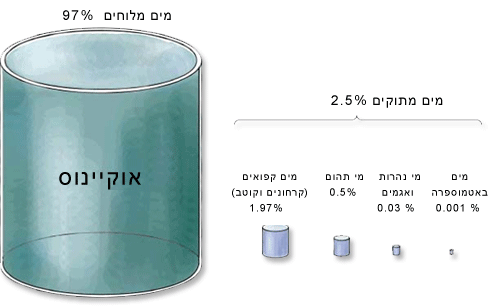 מים מלוחים 97%
אוקיינוס
מים מתוקים 2.5%
מים קפואים
(קרחונים וקוטב)
1.97%
מי תהום
0.5%
מי נהרות
ואגמים
0.03 %
מים
באטמוספרה
0.001 %